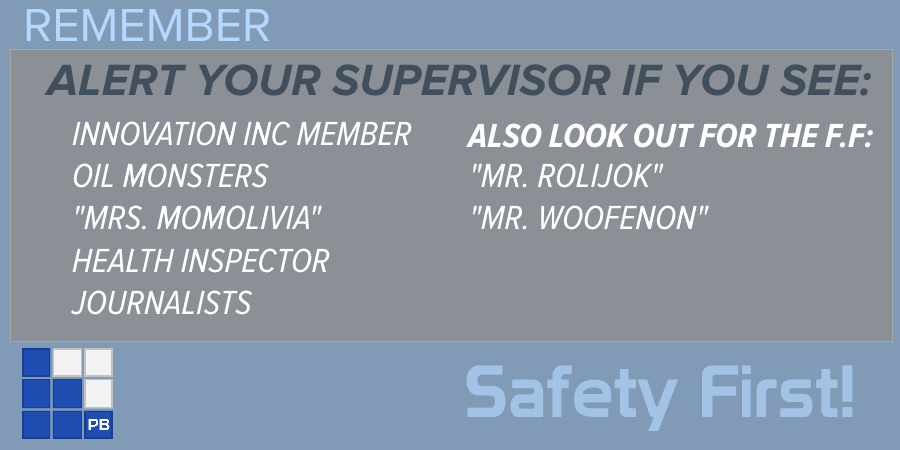 REMEMBER
ALERT YOUR SUPERVISOR IF YOU SEE:
INNOVATION INC MEMBER
OIL MONSTERS
"MRS. MOMOLIVIA"
HEALTH INSPECTOR
JOURNALISTS
ALSO LOOK OUT FOR THE F.F:
"MR. ROLIJOK"
"MR. WOOFENON"
PB
Safety First!